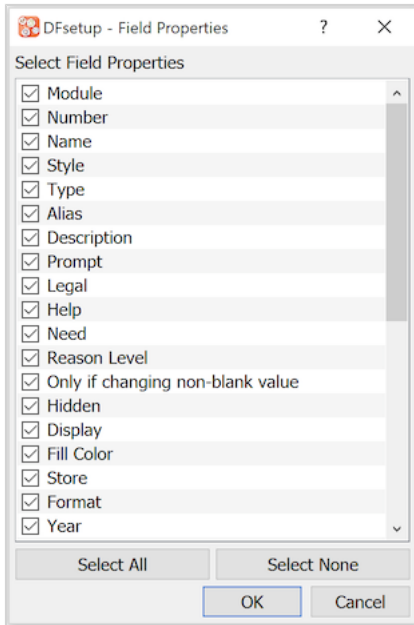 DFsetup - Field Properties ?
Select Field Properties
Module
Number
Name
Style
Type
Alias
Description
Prompt
Legal
Help
Need
Reason Level
Only if changing non-blank value
Hidden
Display
Fill Color
Store
Format
Year
Select All Select None
OK Cancel